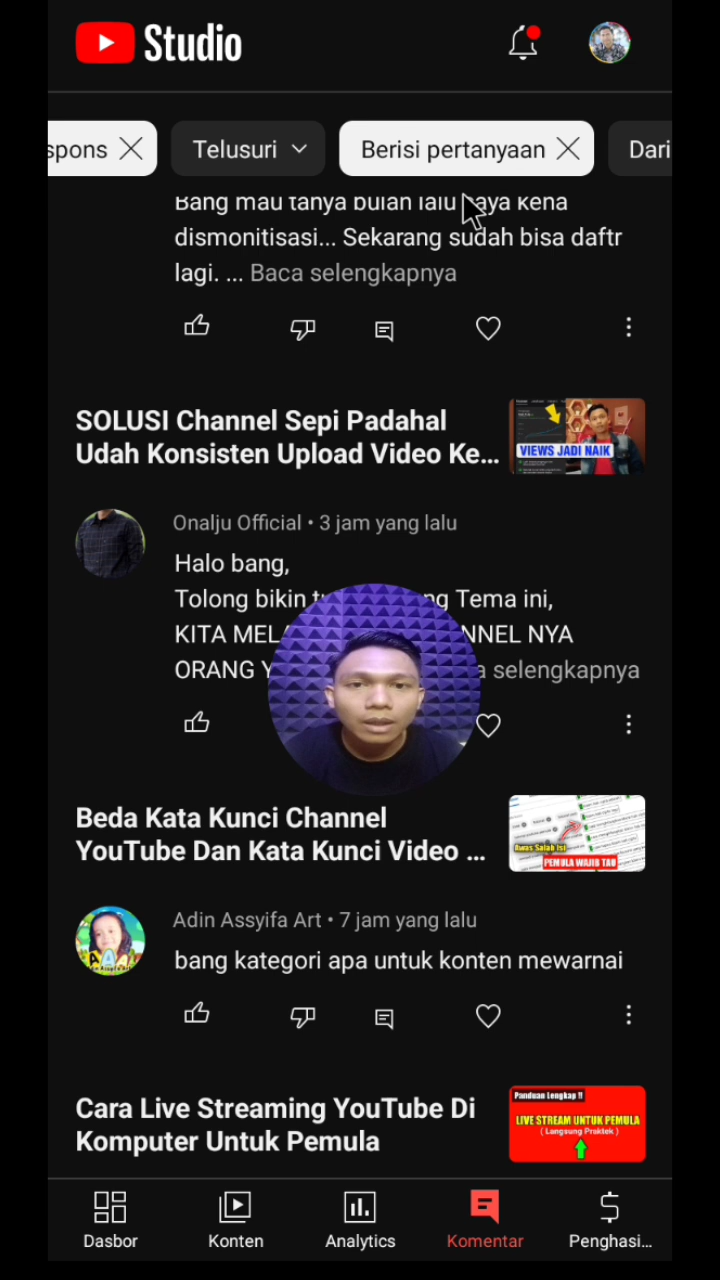 Studio
spons
Telusuri
Berisi pertanyaan
Dari
Bang mau tanya bulan lalu saya kena
dismonitisasi... Sekarang sudah bisa daftr
lagi. ... Baca selengkapnya
SOLUSI Channel Sepi Padahal
Udah Konsisten Upload Video Ke...
VIEWS JADI NAIK
Onalju Official • 3 jam yang lalu
Halo bang,
Tolong bikin ng Tema ini,
KITA MEL NNEL NYA
ORANG selengkapnya
Beda Kata Kunci Channel
YouTube Dan Kata Kunci Video ...
Awas Salah Isi
PEMULA WAJIB TAU
Adin Assyifa Art • 7 jam yang lalu
bang kategori apa untuk konten mewarnai
Cara Live Streaming YouTube Di
Komputer Untuk Pemula
Panduan Lengkap !!
LIVE STREAM UNTUK PEMULA
( Langsung Praktek )
Dasbor
Konten
Analytics
Komentar
Penghasi...